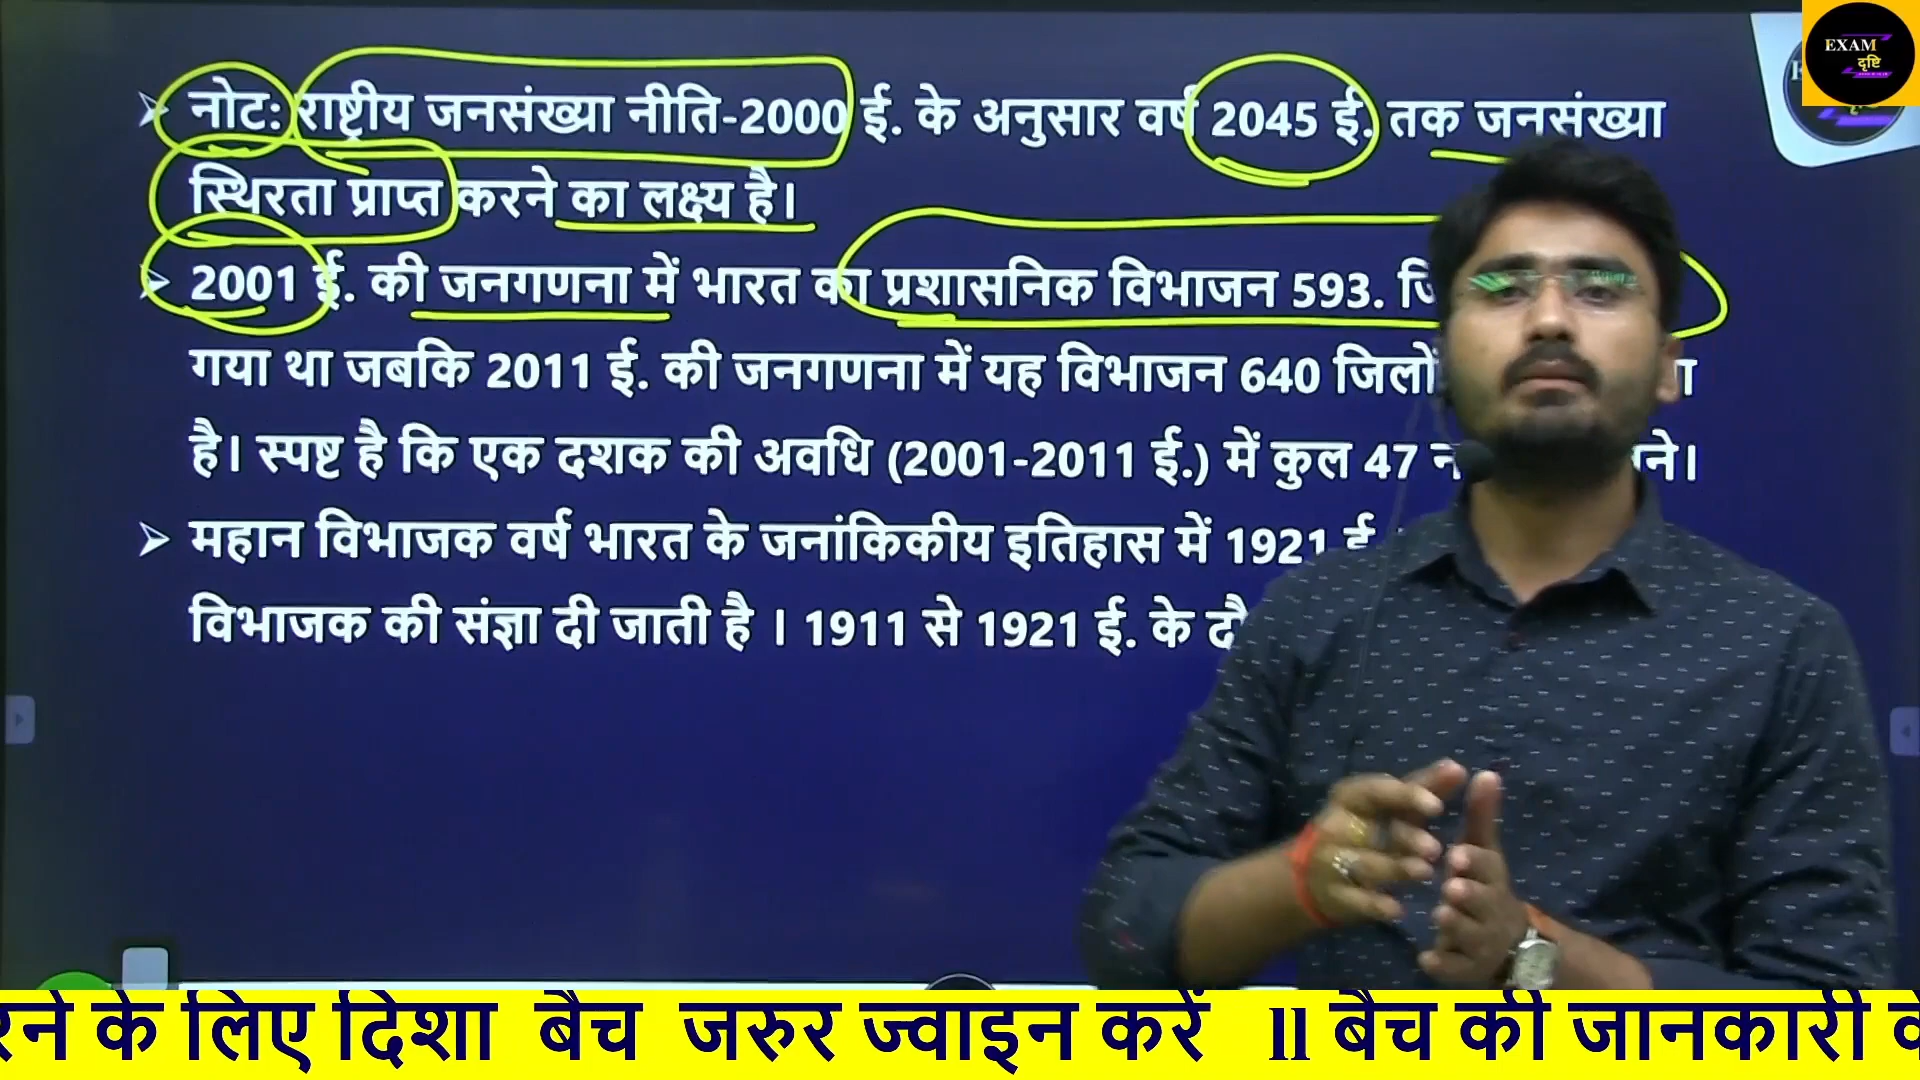 नोटः राष्ट्रीय जनसंख्या नीति-2000 ई. के अनुसार वर्ष 2045 ई. तक जनसंख्या
स्थिरता प्राप्त करने का लक्ष्य है।
2001 ई. की जनगणना में भारत का प्रशासनिक विभाजन 593.
गया था जबकि 2011 ई. की जनगणना में यह विभाजन 640 जिलों
है। स्पष्ट है कि एक दशक की अवधि (2001-2011 ई.) में कुल 47
महान विभाजक वर्ष भारत के जनांकिकीय इतिहास में 1921 ई
विभाजक की संज्ञा दी जाती है । 1911 से 1921 ई. के
EXAM
दृष्टि
के लिए दिशा बैच जरुर ज्वाइन करें ll बैच की जानकारी